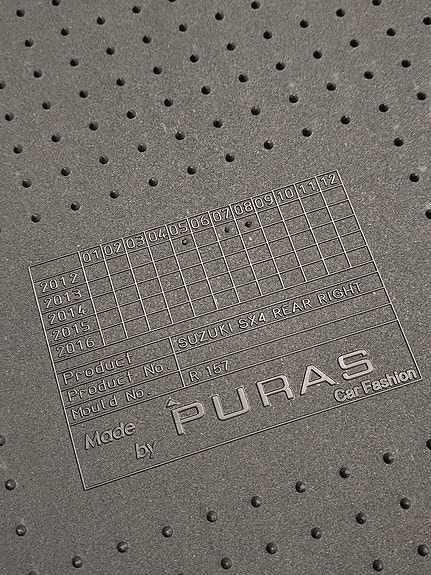 01 02 03 04 05 06 07 08 09 10 11 12
2012
2013
2014
2015
2016
Product SUZUKI SX4 REAR RIGHT
Product No.
Mould No. R 157
Made by PURAS
Car Fashion